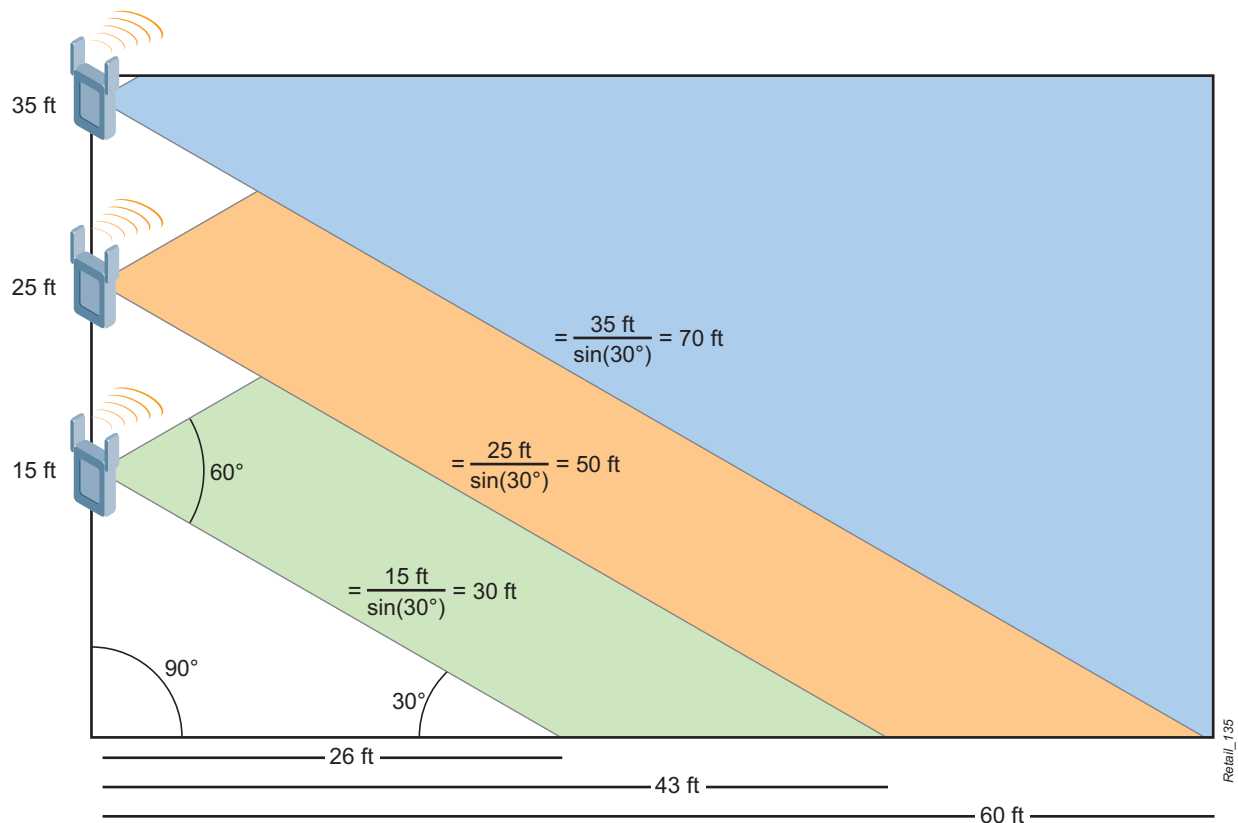 35 ft
25 ft
= 35 ft / sin(30°) = 70 ft
15 ft
60°
= 25 ft / sin(30°) = 50 ft
= 15 ft / sin(30°) = 30 ft
90°
30°
26 ft
43 ft
60 ft
Retail_135